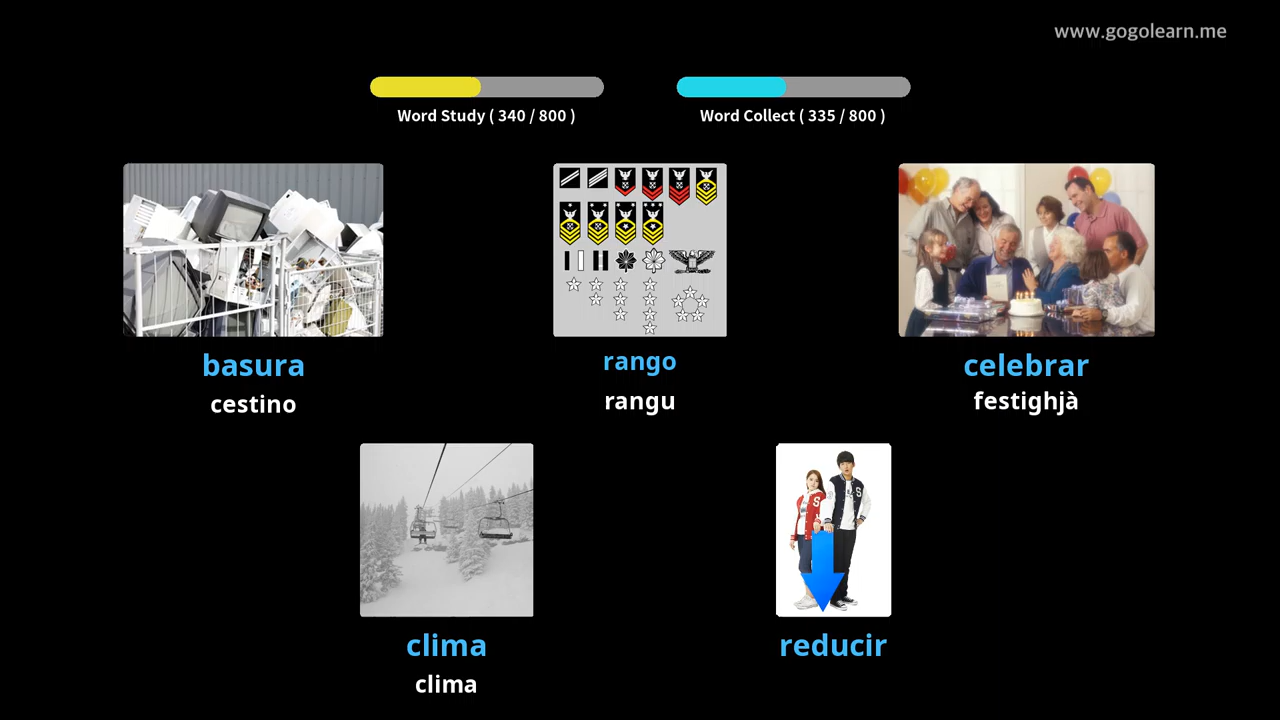 www.gogolearn.me
Word Study ( 340 / 800 )
Word Collect ( 335 / 800 )
basura
cestino
rango
rangu
celebrar
festighjà
clima
clima
reducir